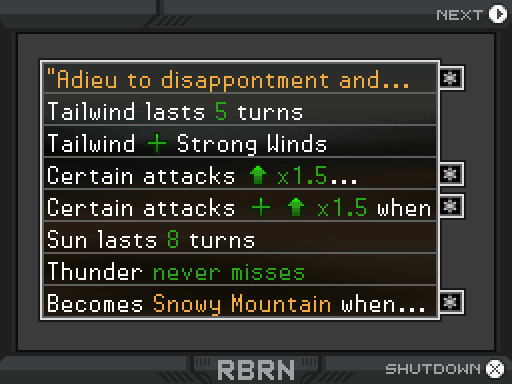 NEXT
"Adieu to disappontment and...
Tailwind lasts 5 turns
Tailwind + Strong Winds
Certain attacks ⬆ x1.5...
Certain attacks + ⬆ x1.5 when
Sun lasts 8 turns
Thunder never misses
Becomes Snowy Mountain when...
RBRN
SHUTDOWN